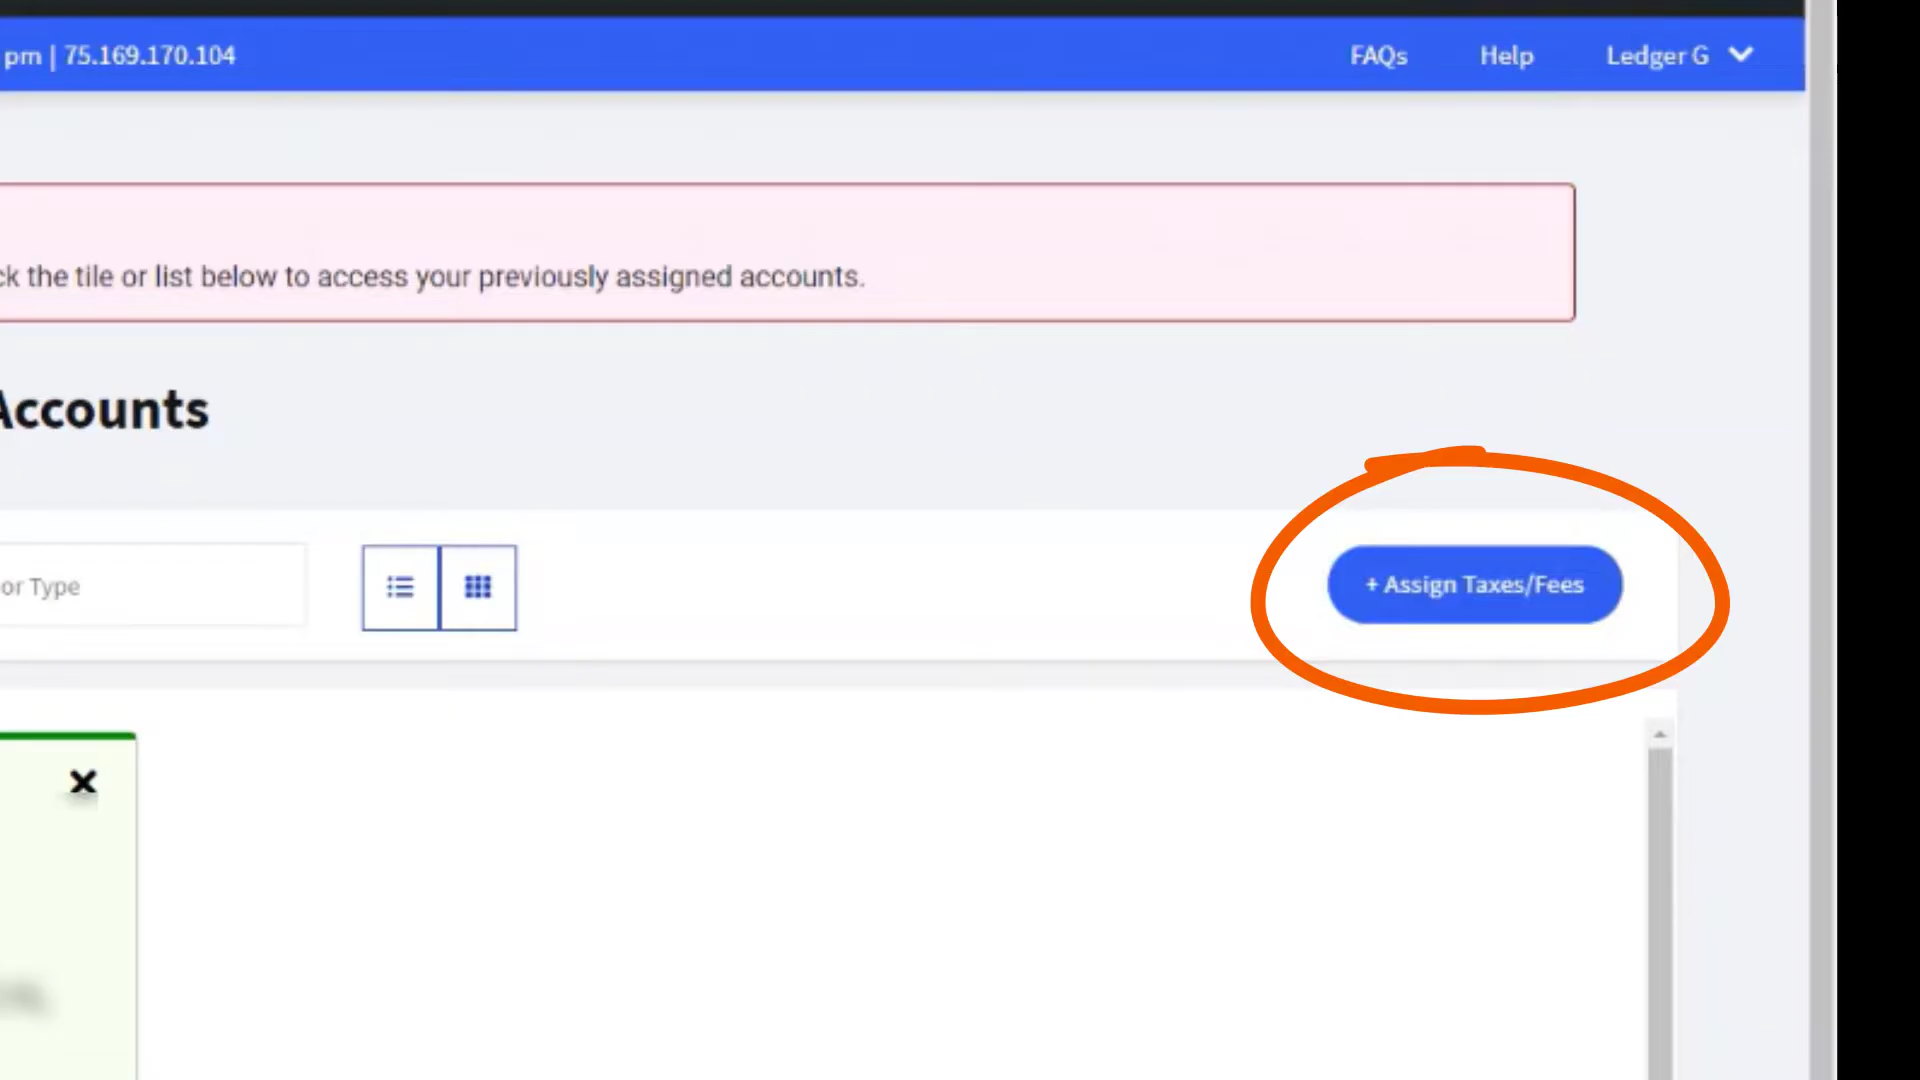 pm | 75.169.170.104
FAQs
Help
Ledger G
ck the tile or list below to access your previously assigned accounts.
Accounts
or Type
+ Assign Taxes/Fees